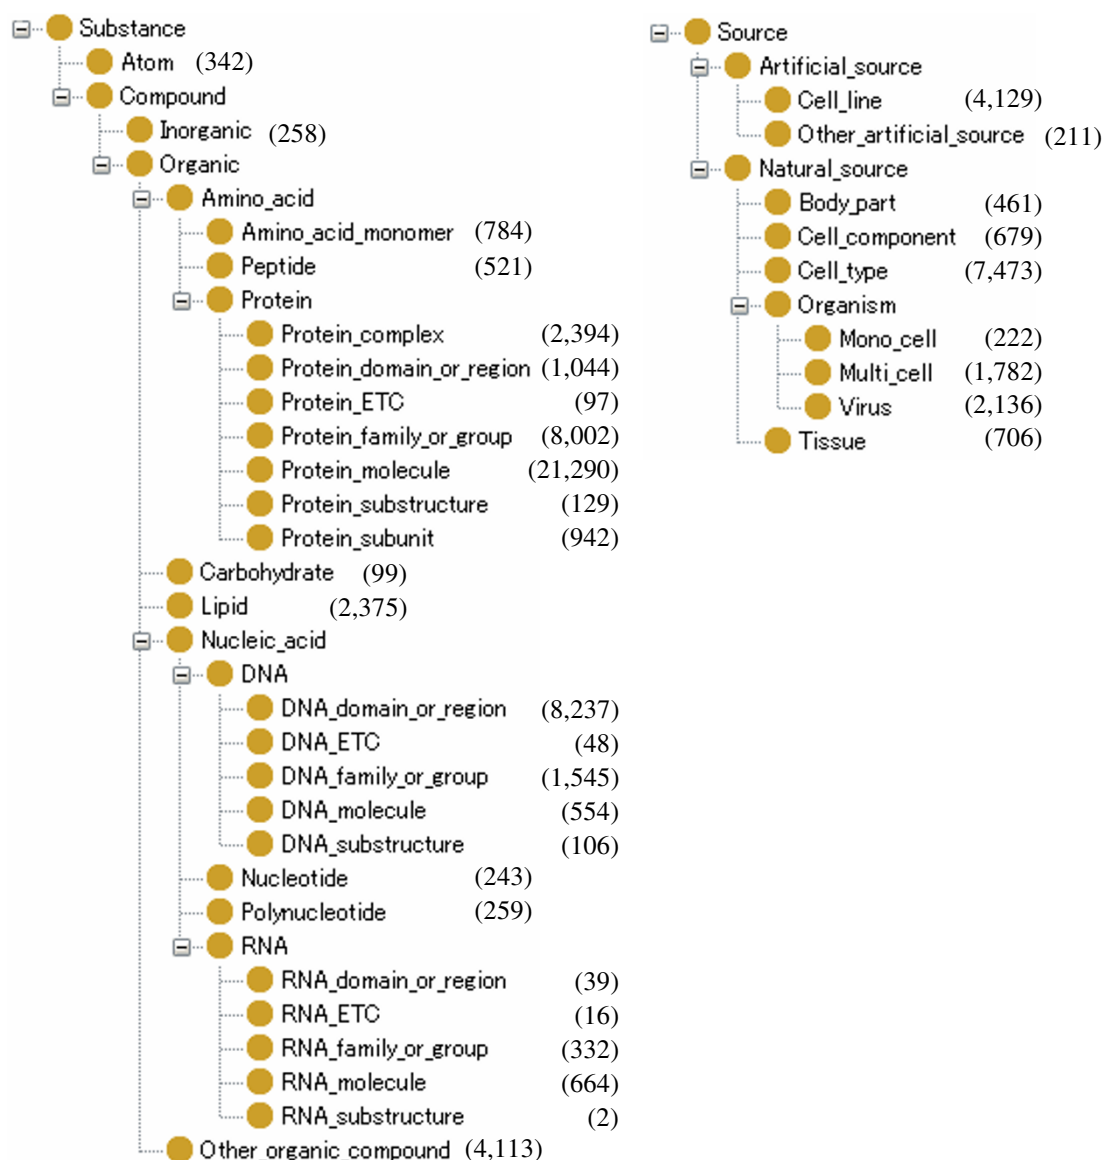 Substance
Atom (342)
Compound
Inorganic (258)
Organic
Amino_acid
Amino_acid_monomer (784)
Peptide (521)
Protein
Protein_complex (2,394)
Protein_domain_or_region (1,044)
Protein_ETC (97)
Protein_family_or_group (8,002)
Protein_molecule (21,290)
Protein_substructure (129)
Protein_subunit (942)
Carbohydrate (99)
Lipid (2,375)
Nucleic_acid
DNA
DNA_domain_or_region (8,237)
DNA_ETC (48)
DNA_family_or_group (1,545)
DNA_molecule (554)
DNA_substructure (106)
Nucleotide (243)
Polynucleotide (259)
RNA
RNA_domain_or_region (39)
RNA_ETC (16)
RNA_family_or_group (332)
RNA_molecule (664)
RNA_substructure (2)
Other_organic_compound (4,113)
Source
Artificial_source
Cell_line (4,129)
Other_artificial_source (211)
Natural_source
Body_part (461)
Cell_component (679)
Cell_type (7,473)
Organism
Mono_cell (222)
Multi_cell (1,782)
Virus (2,136)
Tissue (706)